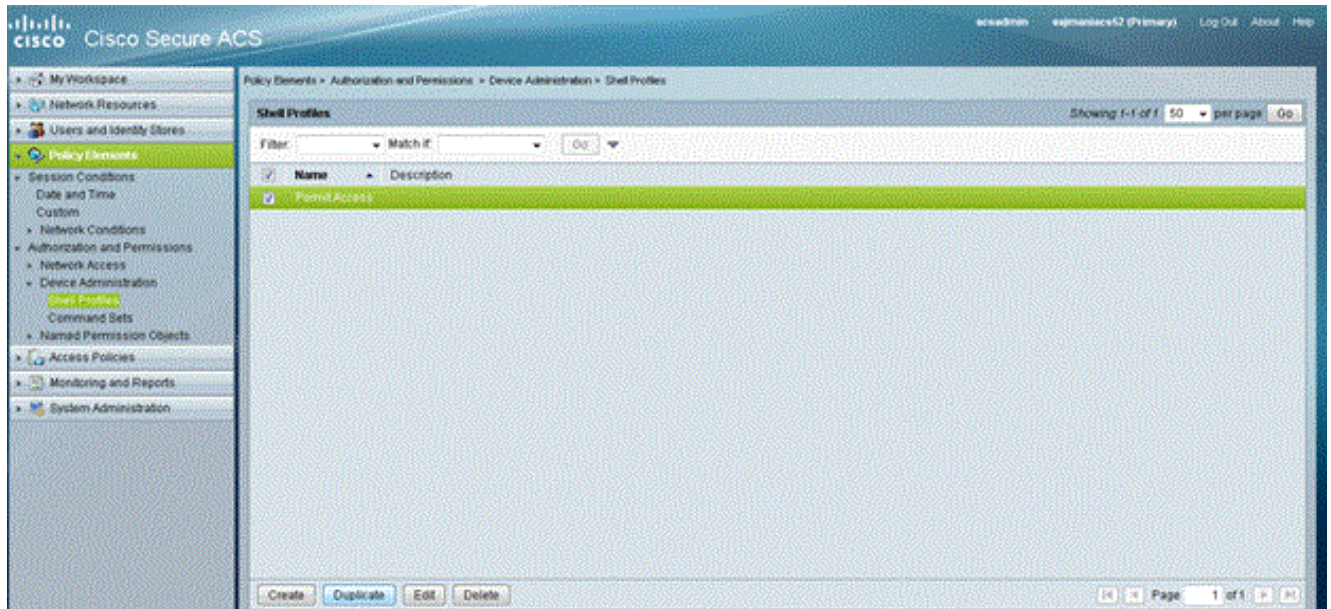 cisco Cisco Secure ACS
acsadmin (Primary) Log Out About Help
My Workspace
Network Resources
Users and Identity Stores
Policy Elements
Session Conditions
Date and Time
Custom
Network Conditions
Authorization and Permissions
Network Access
Device Administration
Shell Profiles
Command Sets
Named Permission Objects
Access Policies
Monitoring and Reports
System Administration
Policy Elements > Authorization and Permissions > Device Administration > Shell Profiles
Shell Profiles Showing 1-1 of 1 50 per page Go
Filter: Match if: Go
Name Description
Permit Access
Create Duplicate Edit Delete
Page 1 of 1